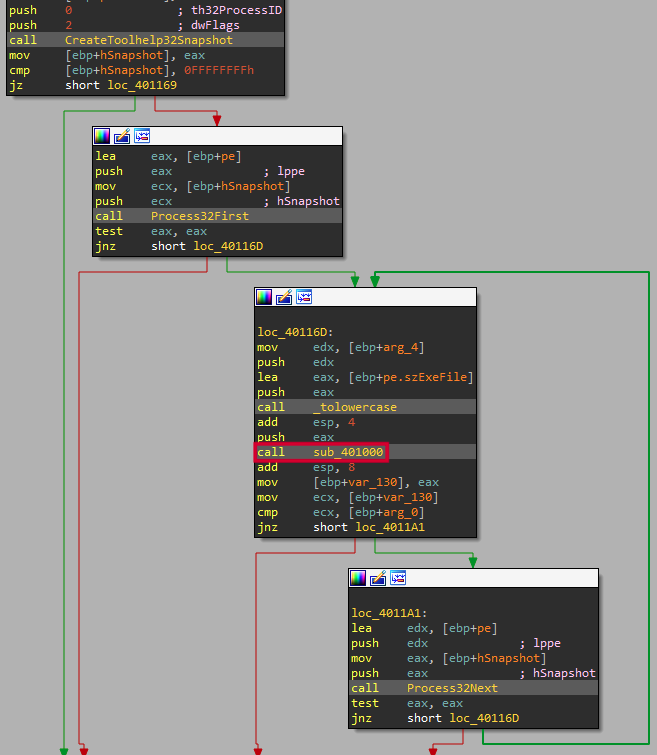 push 0 ; th32ProcessID
push 2 ; dwFlags
call CreateToolhelp32Snapshot
mov [ebp+hSnapshot], eax
cmp [ebp+hSnapshot], 0FFFFFFFFh
jz short loc_401169
lea eax, [ebp+pe]
push eax ; lppe
mov ecx, [ebp+hSnapshot]
push ecx ; hSnapshot
call Process32First
test eax, eax
jnz short loc_40116D
loc_40116D:
mov edx, [ebp+arg_4]
push edx
lea eax, [ebp+pe.szExeFile]
push eax
call _tolowercase
add esp, 4
push eax
call sub_401000
add esp, 8
mov [ebp+var_130], eax
mov ecx, [ebp+var_130]
cmp ecx, [ebp+arg_0]
jnz short loc_4011A1
loc_4011A1:
lea edx, [ebp+pe]
push edx ; lppe
mov eax, [ebp+hSnapshot]
push eax ; hSnapshot
call Process32Next
test eax, eax
jnz short loc_40116D